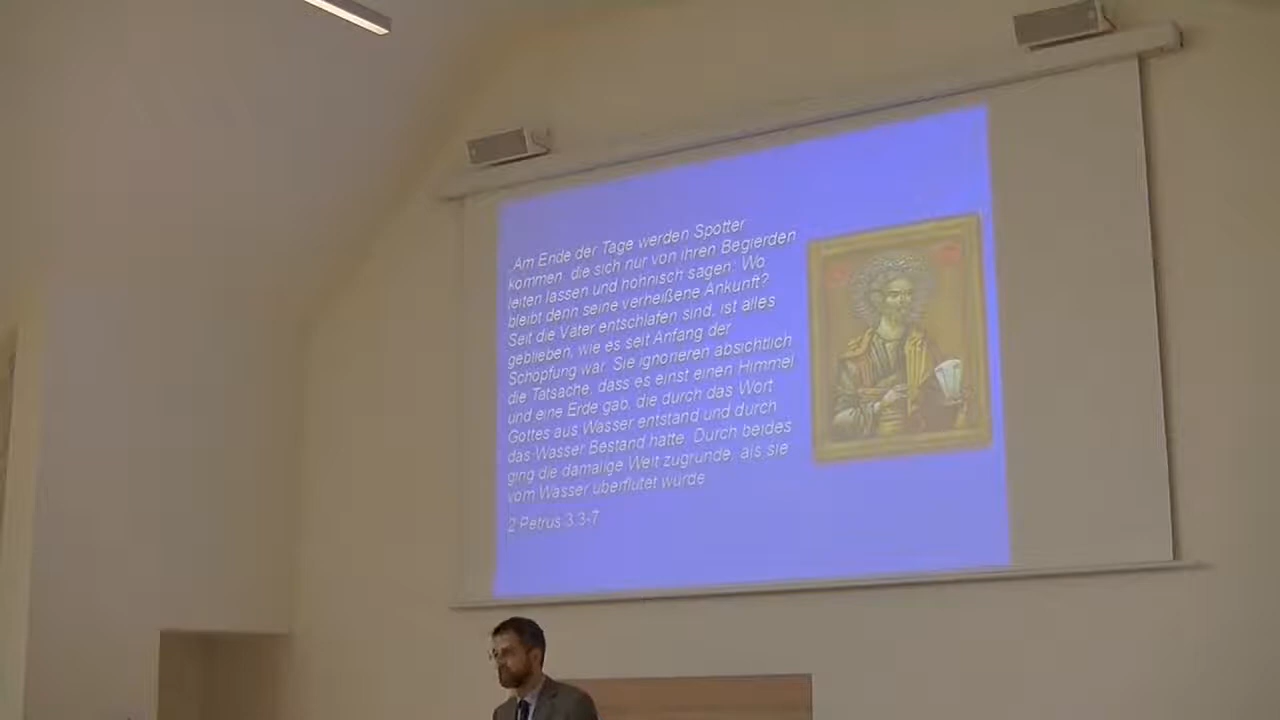 „Am Ende der Tage werden Spötter
kommen, die sich nur von ihren Begierden
leiten lassen und höhnisch sagen: Wo
bleibt denn seine verheißene Ankunft?
Seit die Väter entschlafen sind, ist alles
geblieben, wie es seit Anfang der
Schöpfung war. Sie ignorieren absichtlich
die Tatsache, dass es einst einen Himmel
und eine Erde gab, die durch das Wort
Gottes aus Wasser entstand und durch
das Wasser Bestand hatte. Durch beides
ging die damalige Welt zugrunde, als sie
vom Wasser überflutet wurde
2 Petrus 3:3-7